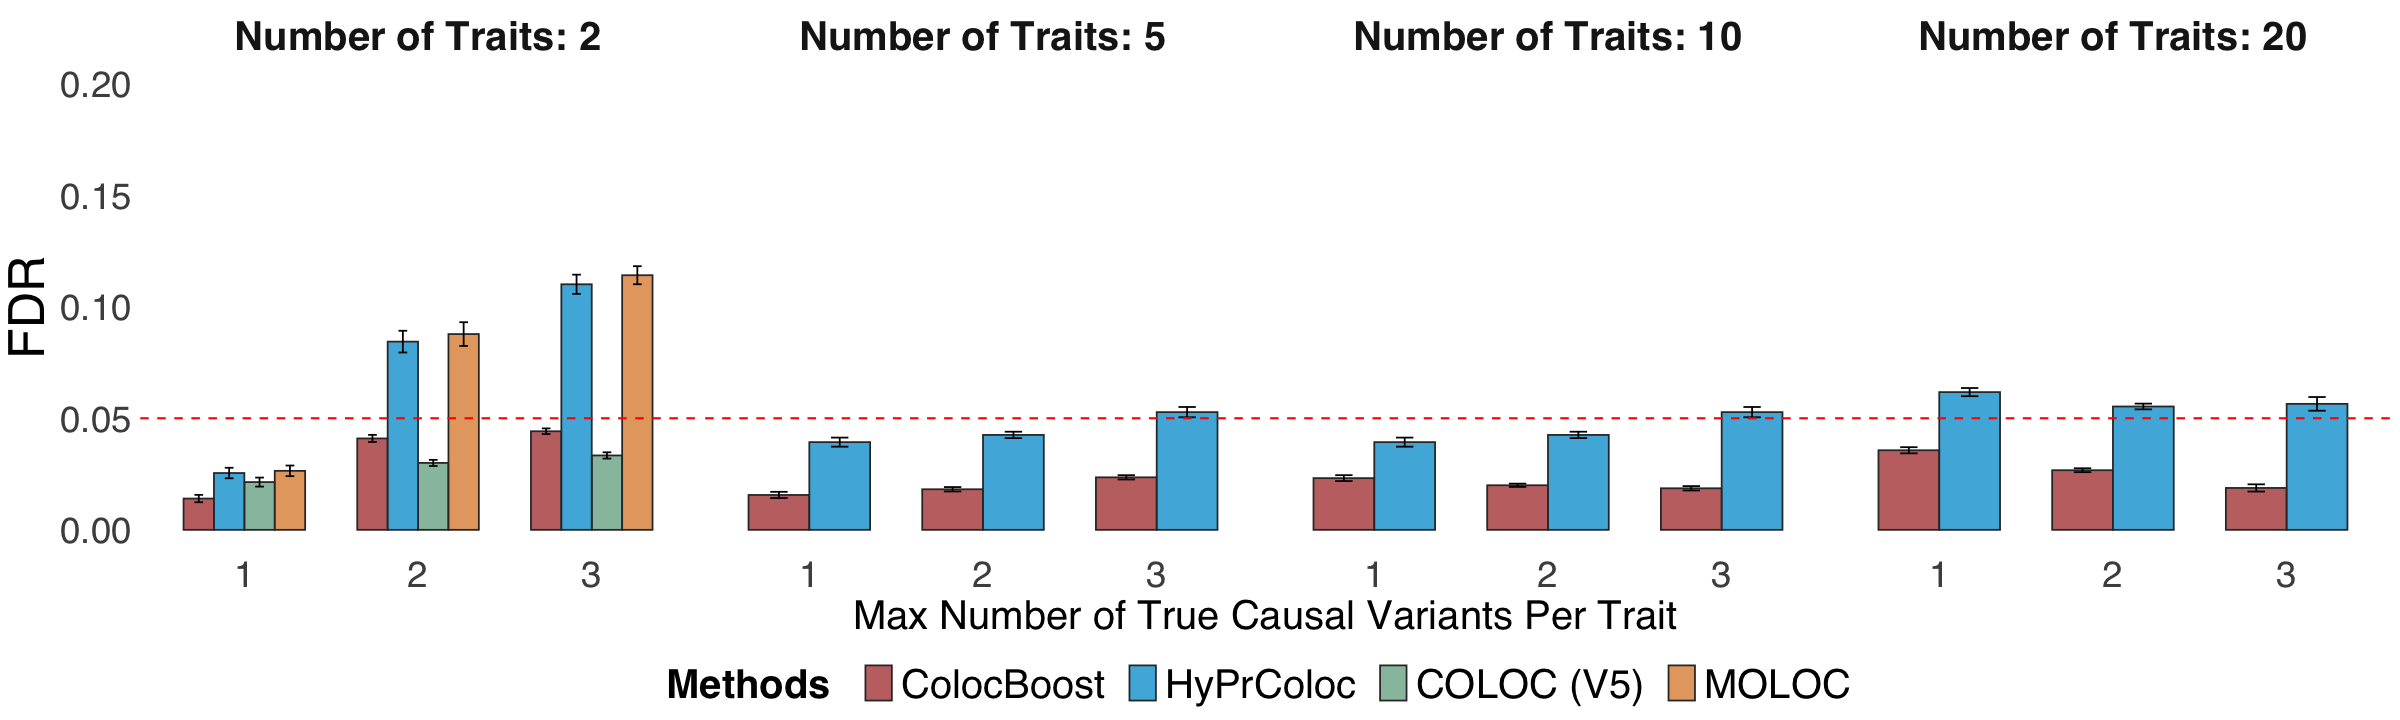 Number of Traits: 2 Number of Traits: 5 Number of Traits: 10 Number of Traits: 20
0.20
0.15
0.10
0.05
0.00
FDR
1 2 3 1 2 3 1 2 3 1 2 3
Max Number of True Causal Variants Per Trait
Methods ColocBoost HyPrColoc COLOC (V5) MOLOC